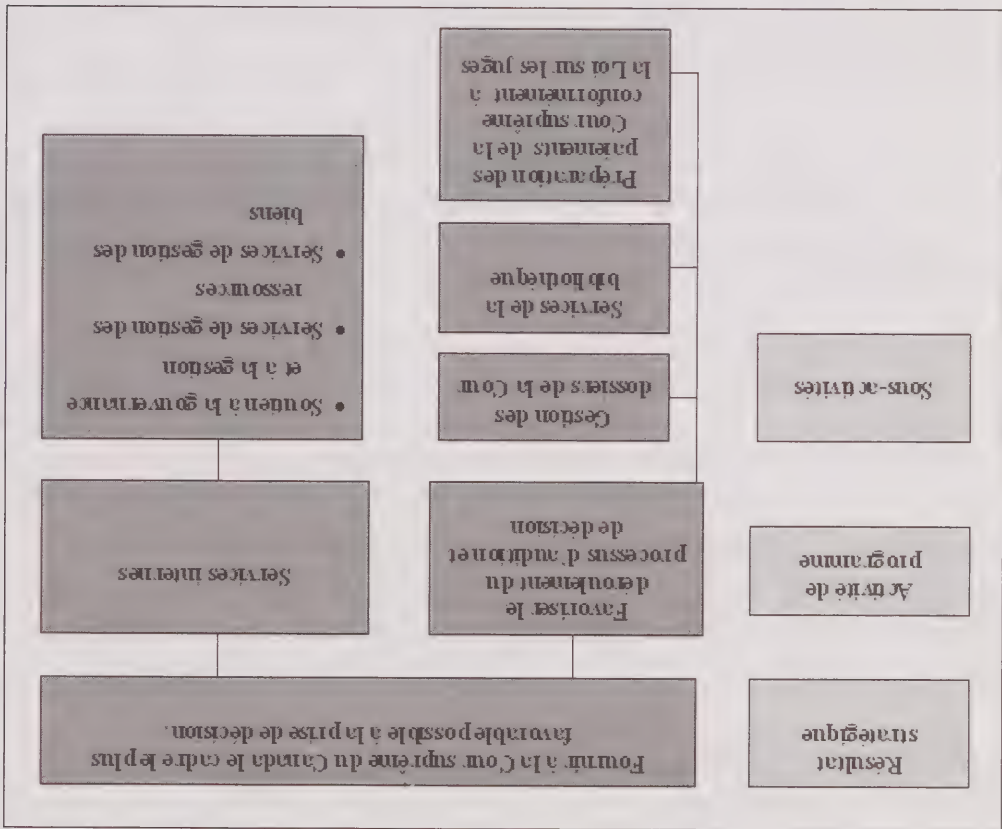 Résultat
stratégique
Fournir à la Cour suprême du Canada le cadre le plus
favorable possible à la prise de décision.
Activité de
programme
Favoriser le
déroulement du
processus d'audition et
de décision
Services internes
Sous-activités
Gestion des
dossiers de la Cour
Services de la
bibliothèque
Préparation des
paiements de la
Cour suprême
conformément à
la Loi sur les juges
• Soutien à la gouvernance
et à la gestion
• Services de gestion des
ressources
• Services de gestion des
biens